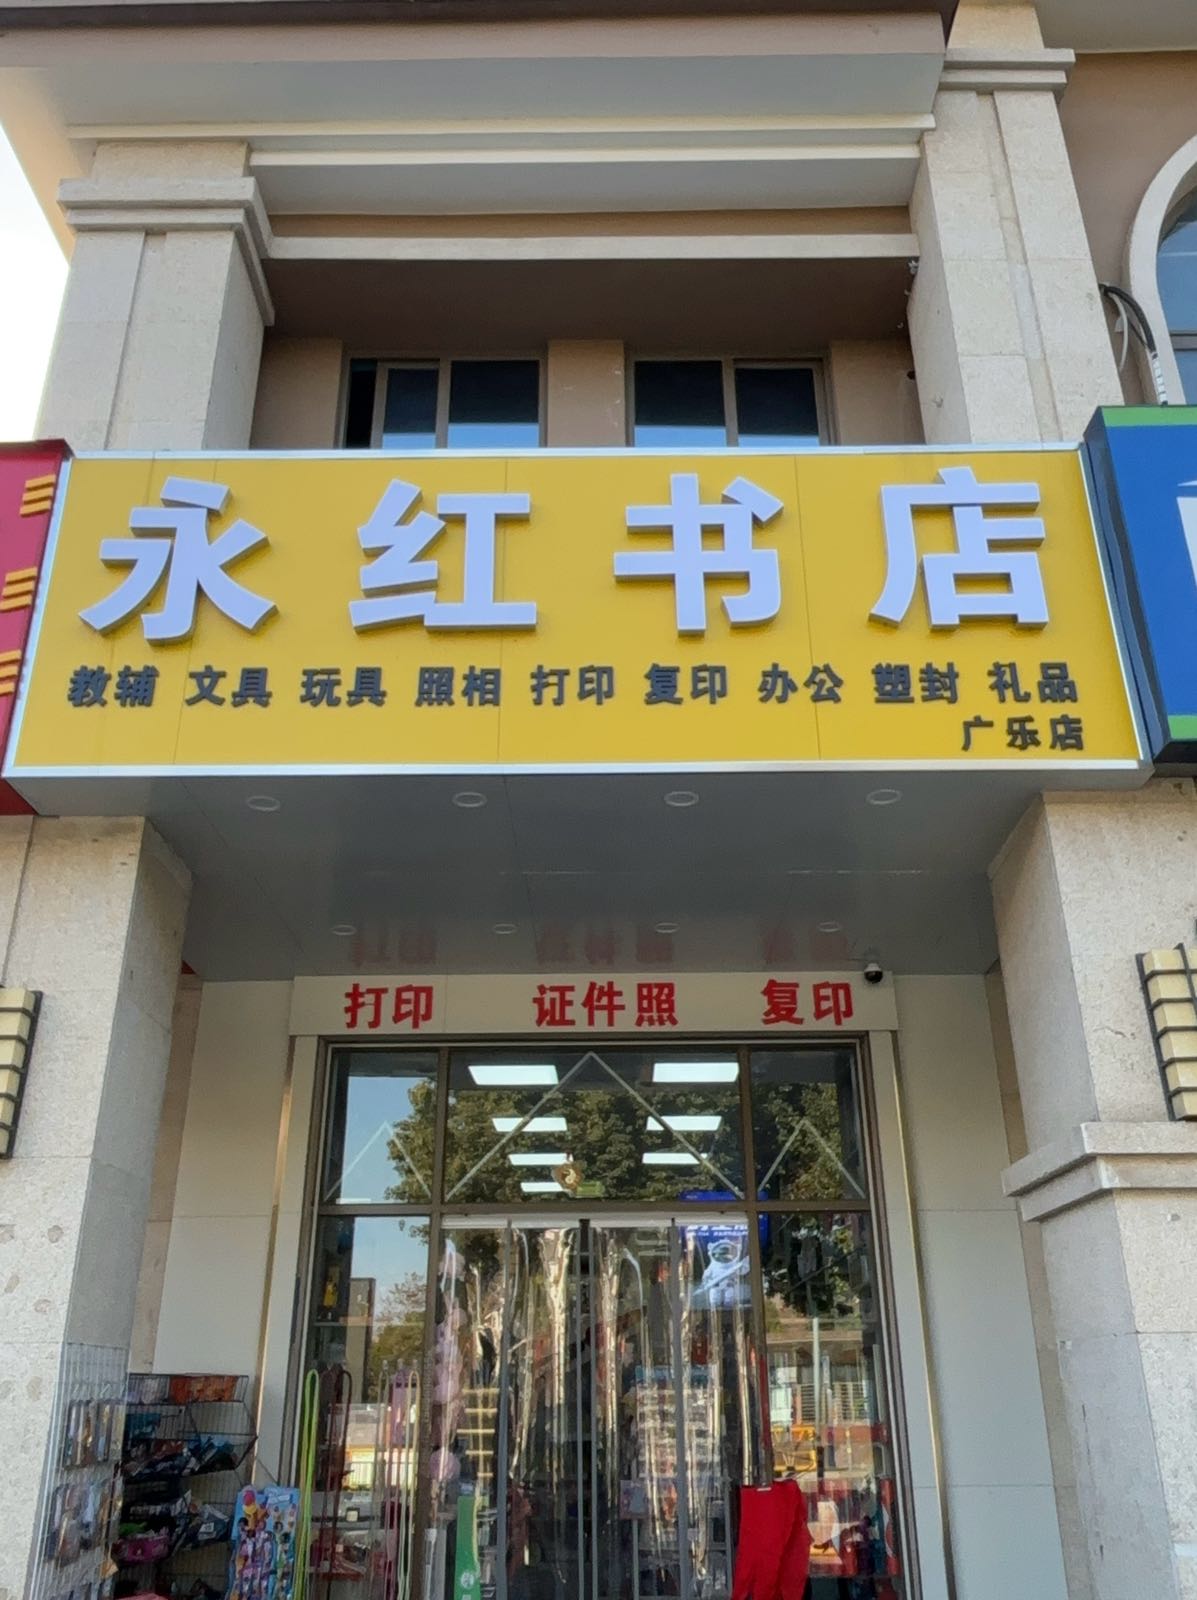 永红书店
教辅 文具 玩具 照相 打印 复印 办公 塑封 礼品
广乐店
打印 证件照 复印